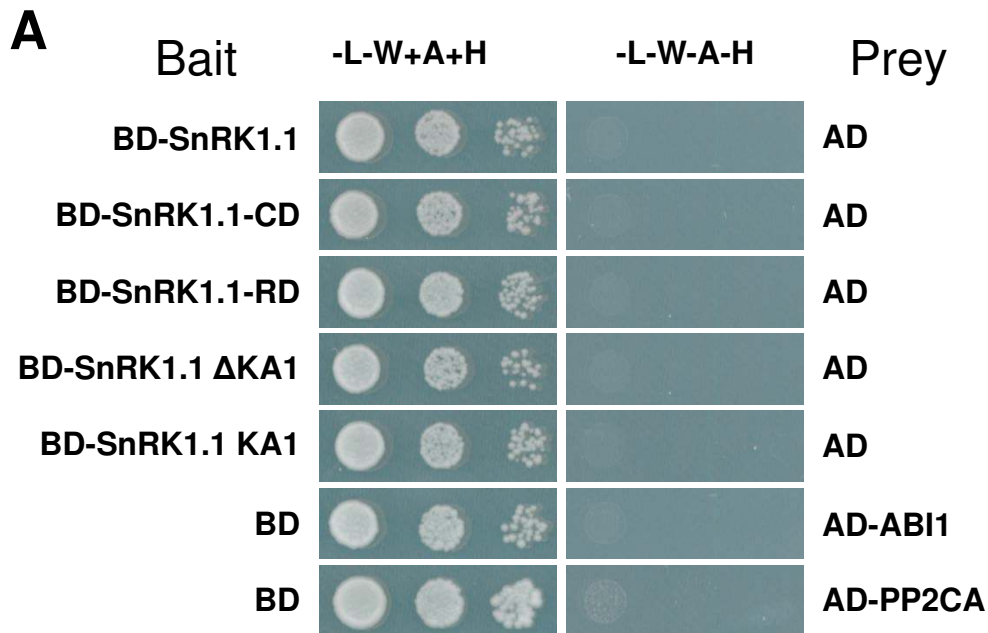 A
Bait -L-W+A+H -L-W-A-H Prey
BD-SnRK1.1 AD
BD-SnRK1.1-CD AD
BD-SnRK1.1-RD AD
BD-SnRK1.1 ΔKA1 AD
BD-SnRK1.1 KA1 AD
BD AD-ABI1
BD AD-PP2CA